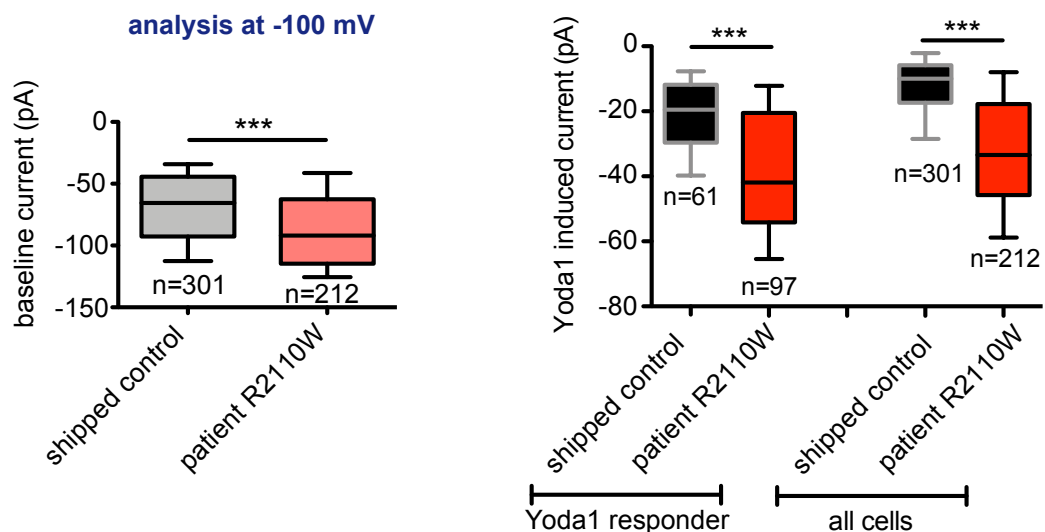 analysis at -100 mV
baseline current (pA)
0
-50
-100
-150
***
n=301
n=212
shipped control
patient R2110W
Yoda1 induced current (pA)
0
-20
-40
-60
-80
***
***
n=61
n=97
n=301
n=212
shipped control
patient R2110W
shipped control
patient R2110W
Yoda1 responder
all cells